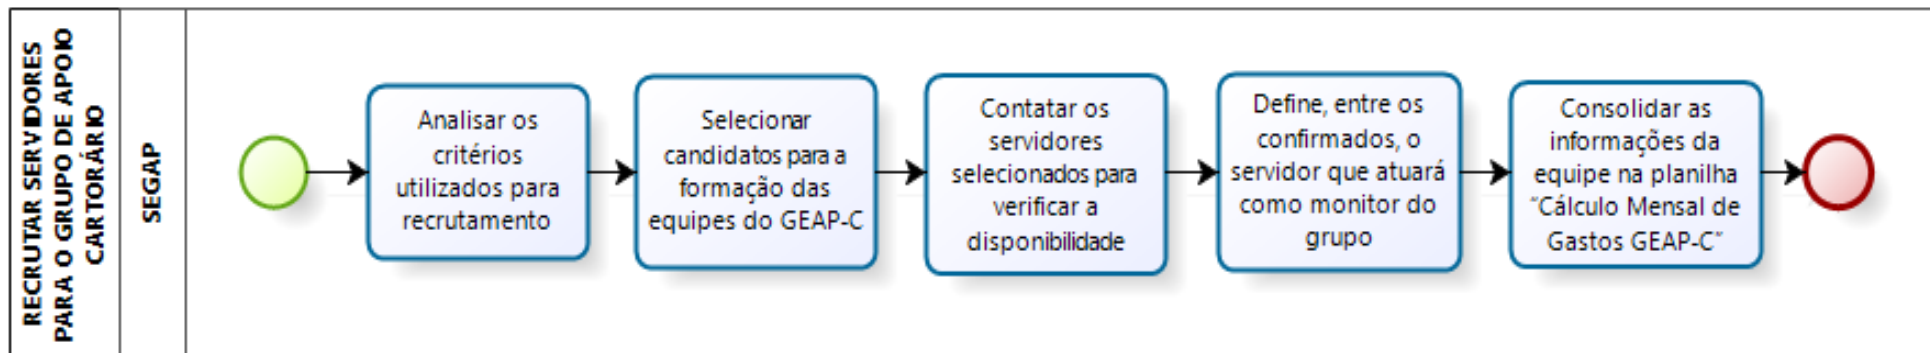 RECRUTAR SERVIDORES
PARA O GRUPO DE APOIO
CARTORÁRIO
SEGAP
Analisar os
critérios
utilizados para
recrutamento
Selecionar
candidatos para a
formação das
equipes do GEAP-C
Contatar os
servidores
selecionados para
verificar a
disponibilidade
Define, entre os
confirmados, o
servidor que atuará
como monitor do
grupo
Consolidar as
informações da
equipe na planilha
“Cálculo Mensal de
Gastos GEAP-C”